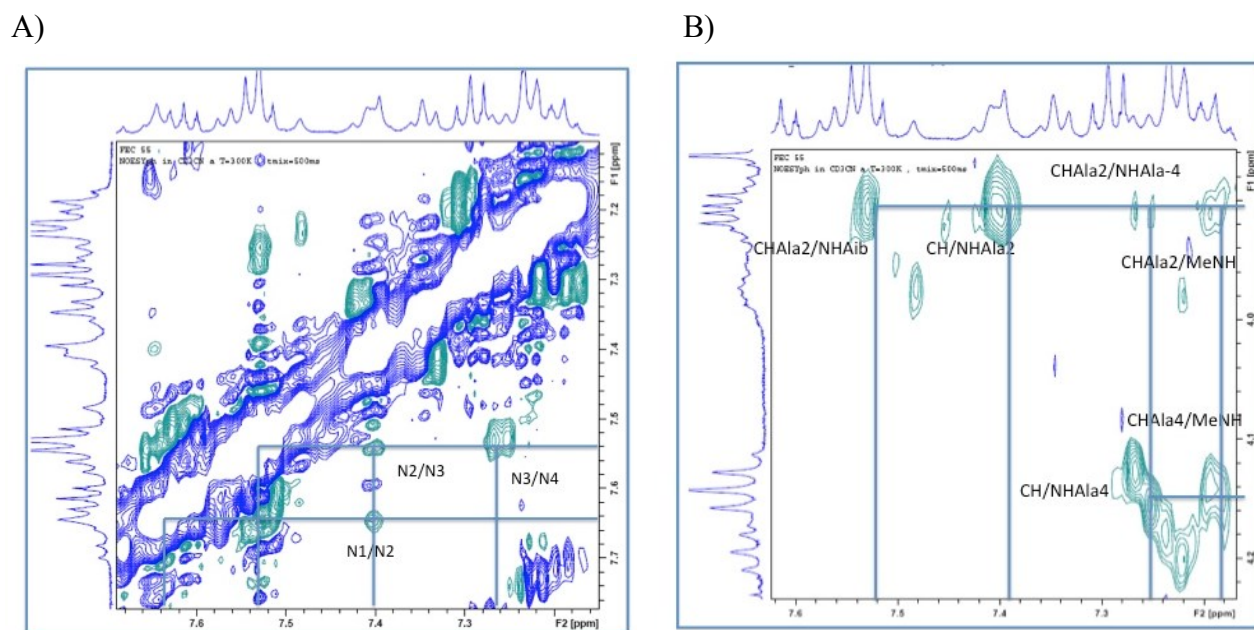 A)
B)
FEC 55
NOESYph in CD3CN a T=300K tmix=500ms
F1 [ppm]
7.2
7.3
7.4
7.5
7.6
7.7
N2/N3
N3/N4
N1/N2
7.6
7.5
7.4
7.3
F2 [ppm]
FEC 55
NOESYph in CD3CN a T=300K , tmix=500ms
F1 [ppm]
CHAla2/NHAla-4
CHAla2/NHAib
CH/NHAla2
CHAla2/MeNH
4.0
4.1
CHAla4/MeNH
CH/NHAla4
4.2
7.6
7.5
7.4
7.3
F2 [ppm]